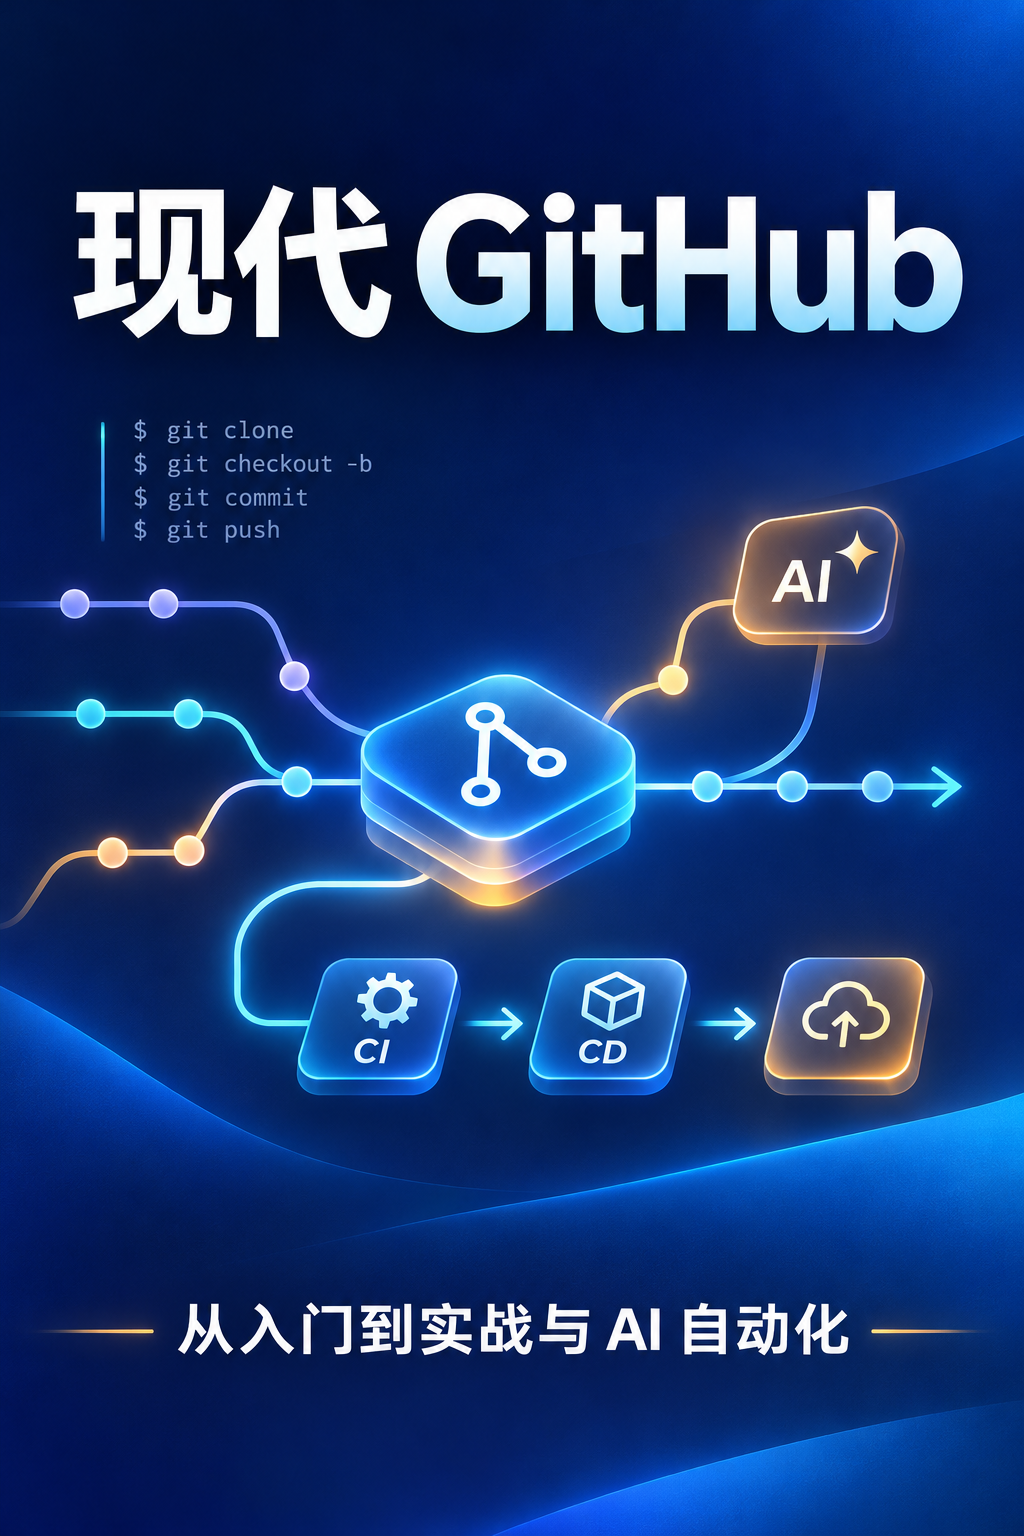 现代 GitHub
$ git clone
$ git checkout -b
$ git commit
$ git push
AI
CI
CD
从入门到实战与 AI 自动化